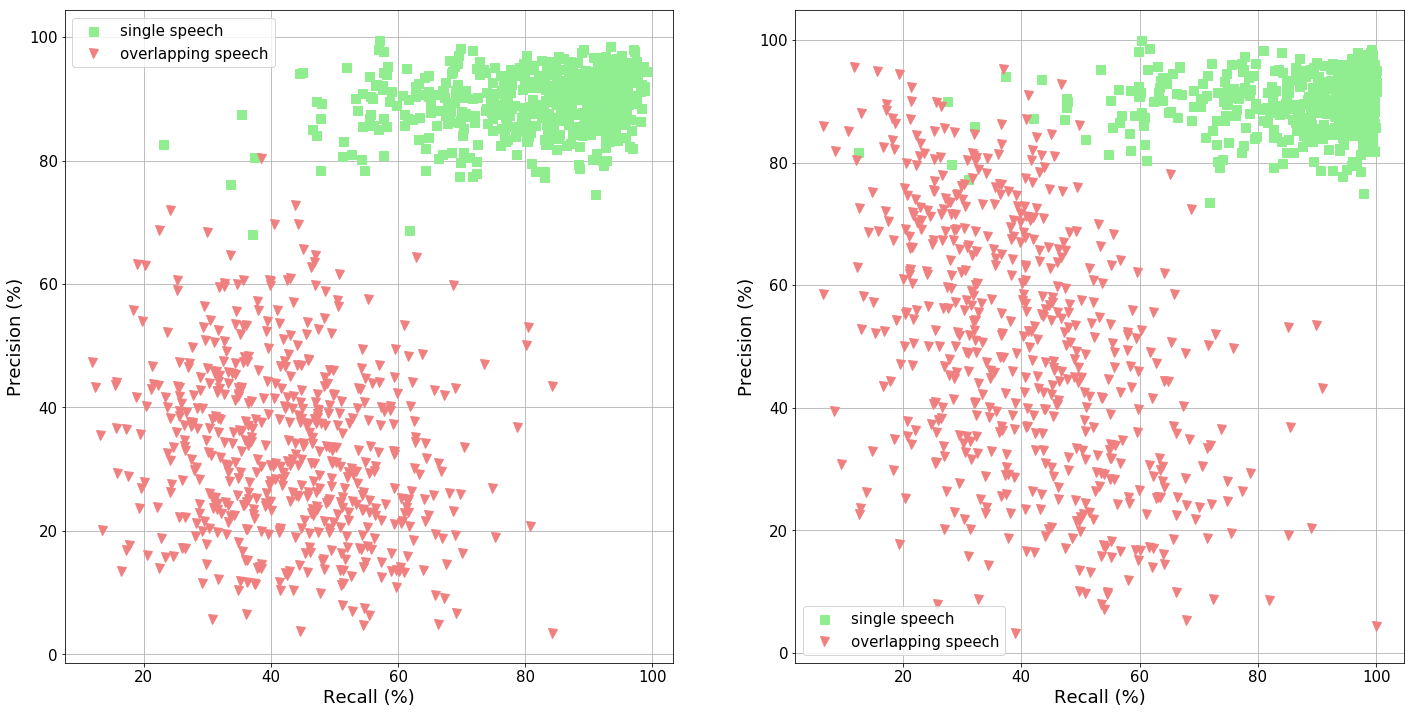 single speech
overlapping speech
100
80
60
40
20
0
Precision (%)
20 40 60 80 100
Recall (%)
100
80
60
40
20
0
Precision (%)
single speech
overlapping speech
20 40 60 80 100
Recall (%)